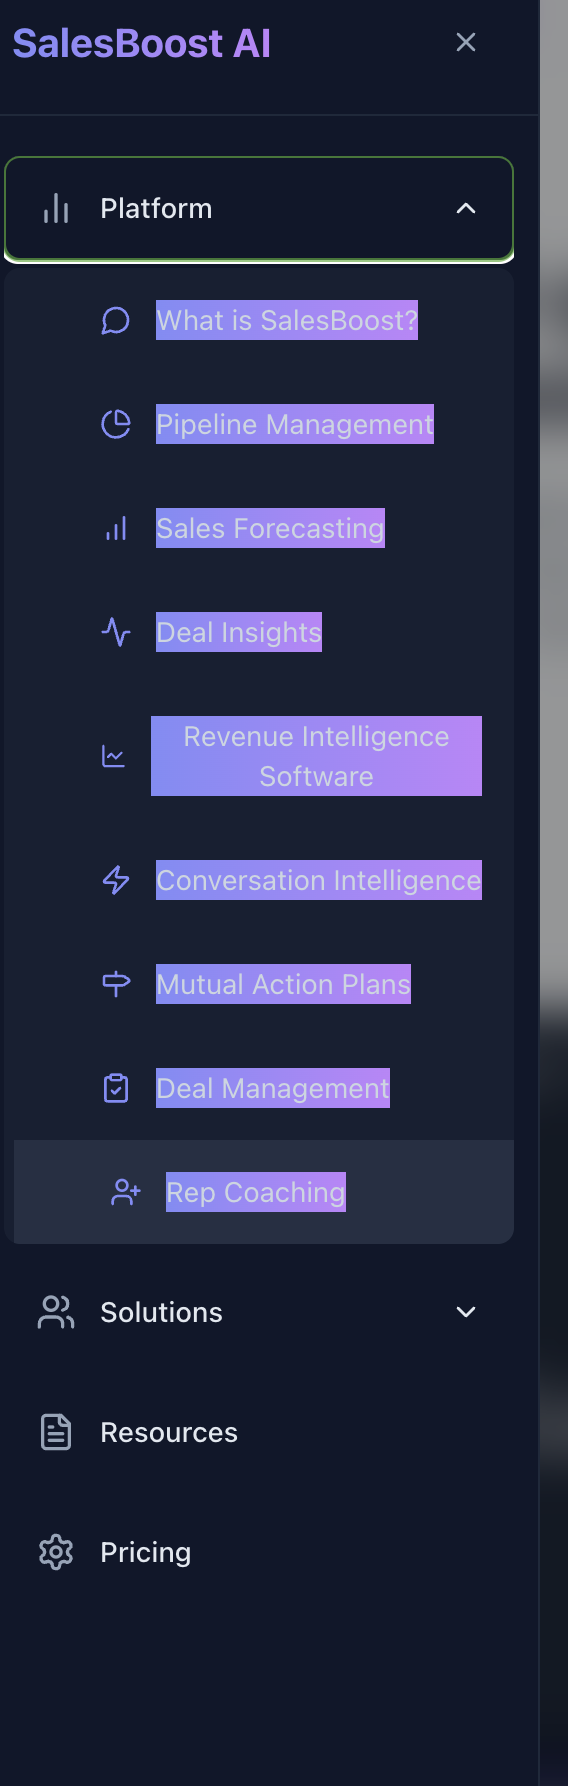 SalesBoost AI
Platform
What is SalesBoost?
Pipeline Management
Sales Forecasting
Deal Insights
Revenue Intelligence
Software
Conversation Intelligence
Mutual Action Plans
Deal Management
Rep Coaching
Solutions
Resources
Pricing